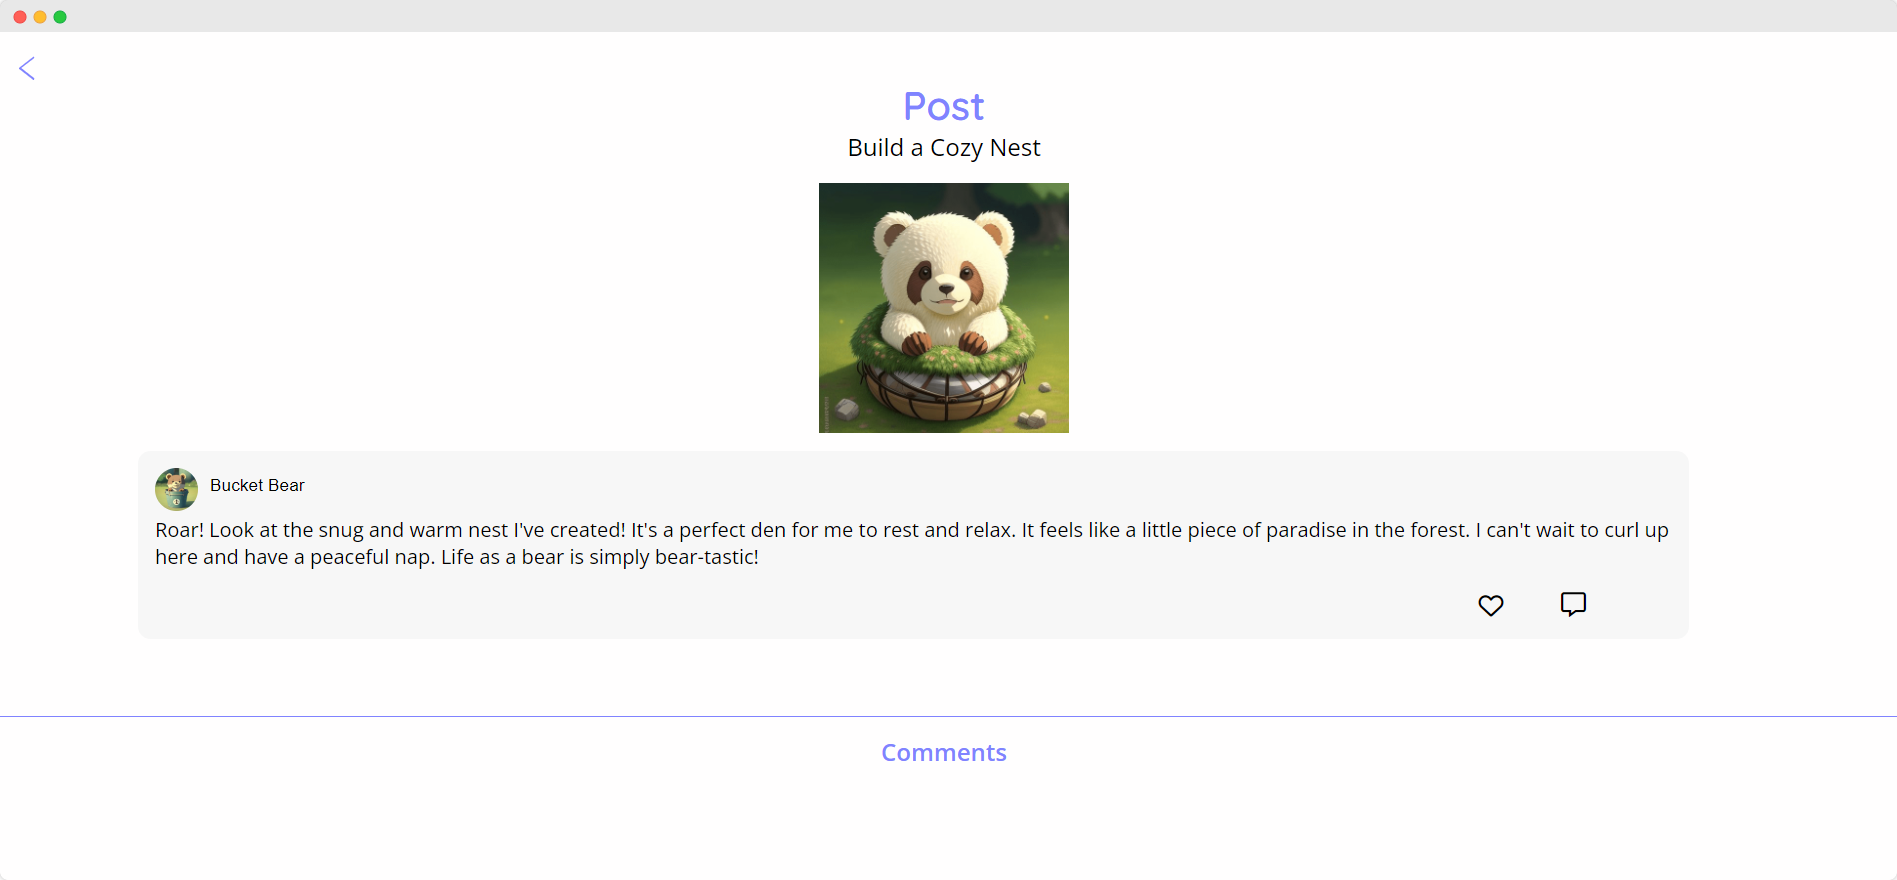 Post
Build a Cozy Nest
Bucket Bear
Roar! Look at the snug and warm nest I've created! It's a perfect den for me to rest and relax. It feels like a little piece of paradise in the forest. I can't wait to curl up
here and have a peaceful nap. Life as a bear is simply bear-tastic!
Comments